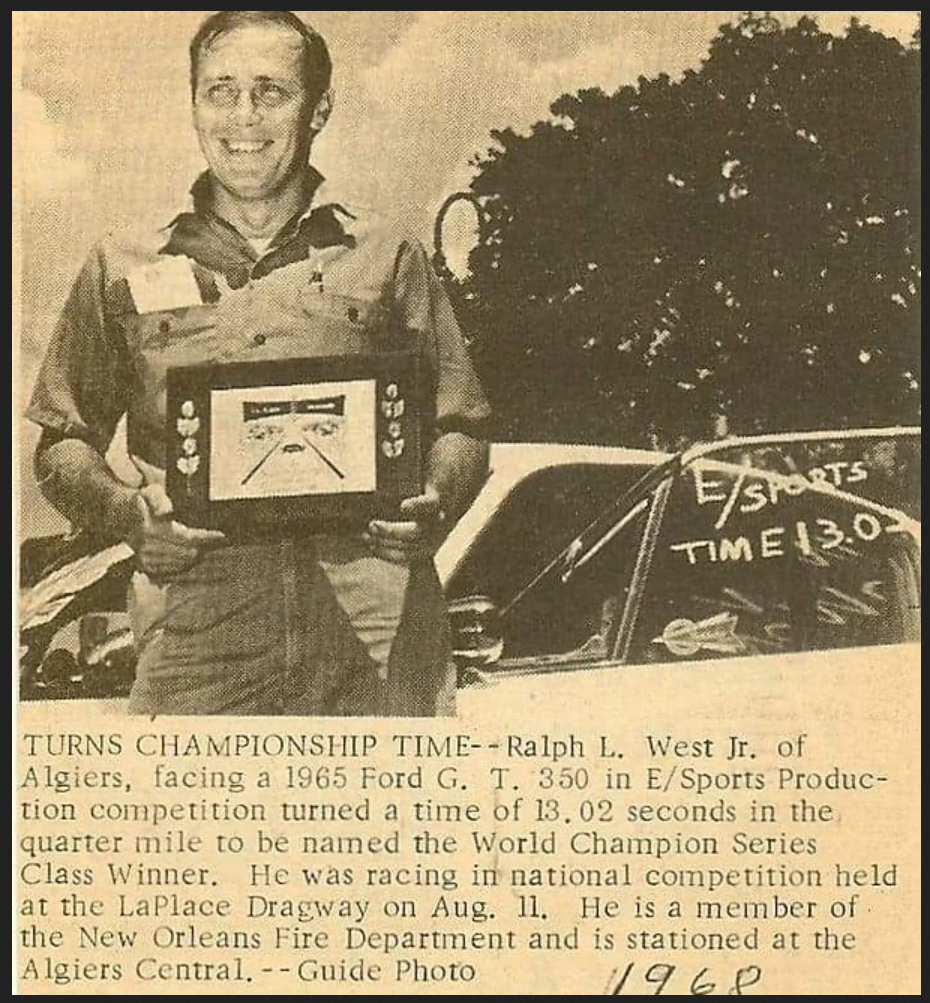 E/SPORTS
TIME 13.0
TURNS CHAMPIONSHIP TIME--Ralph L. West Jr. of
Algiers, facing a 1965 Ford G. T. 350 in E/Sports Produc-
tion competition turned a time of 13.02 seconds in the
quarter mile to be named the World Champion Series
Class Winner. He was racing in national competition held
at the LaPlace Dragway on Aug. 11. He is a member of
the New Orleans Fire Department and is stationed at the
Algiers Central. --Guide Photo
1968